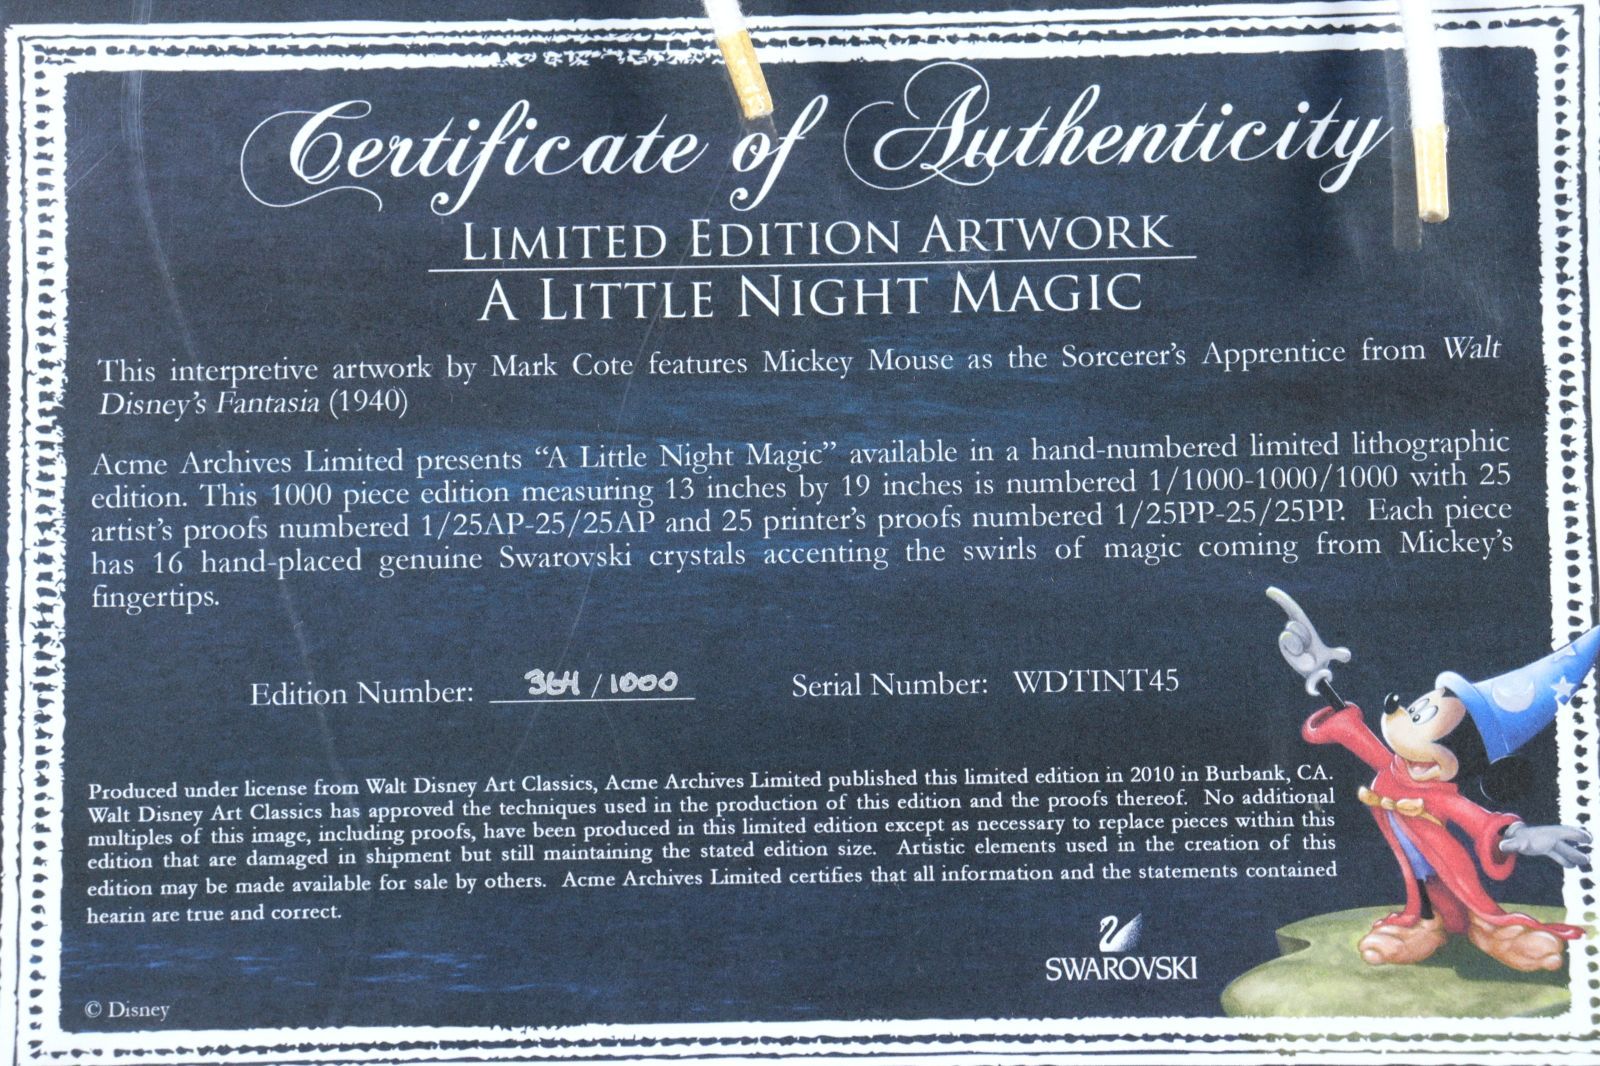 Certificate of Authenticity
LIMITED EDITION ARTWORK
A LITTLE NIGHT MAGIC
This interpretive artwork by Mark Cote features Mickey Mouse as the Sorcerer's Apprentice from Walt
Disney's Fantasia (1940)
Acme Archives Limited presents “A Little Night Magic” available in a hand-numbered limited lithographic
edition. This 1000 piece edition measuring 13 inches by 19 inches is numbered 1/1000-1000/1000 with 25
artist's proofs numbered 1/25AP-25/25AP and 25 printer's proofs numbered 1/25PP-25/25PP. Each piece
has 16 hand-placed genuine Swarovski crystals accenting the swirls of magic coming from Mickey's
fingertips.
Edition Number: 364/1000 Serial Number: WDTINT45
Produced under license from Walt Disney Art Classics, Acme Archives Limited published this limited edition in 2010 in Burbank, CA.
Walt Disney Art Classics has approved the techniques used in the production of this edition and the proofs thereof. No additional
multiples of this image, including proofs, have been produced in this limited edition except as necessary to replace pieces within this
edition that are damaged in shipment but still maintaining the stated edition size. Artistic elements used in the creation of this
edition may be made available for sale by others. Acme Archives Limited certifies that all information and the statements contained
hearin are true and correct.
SWAROVSKI
© Disney